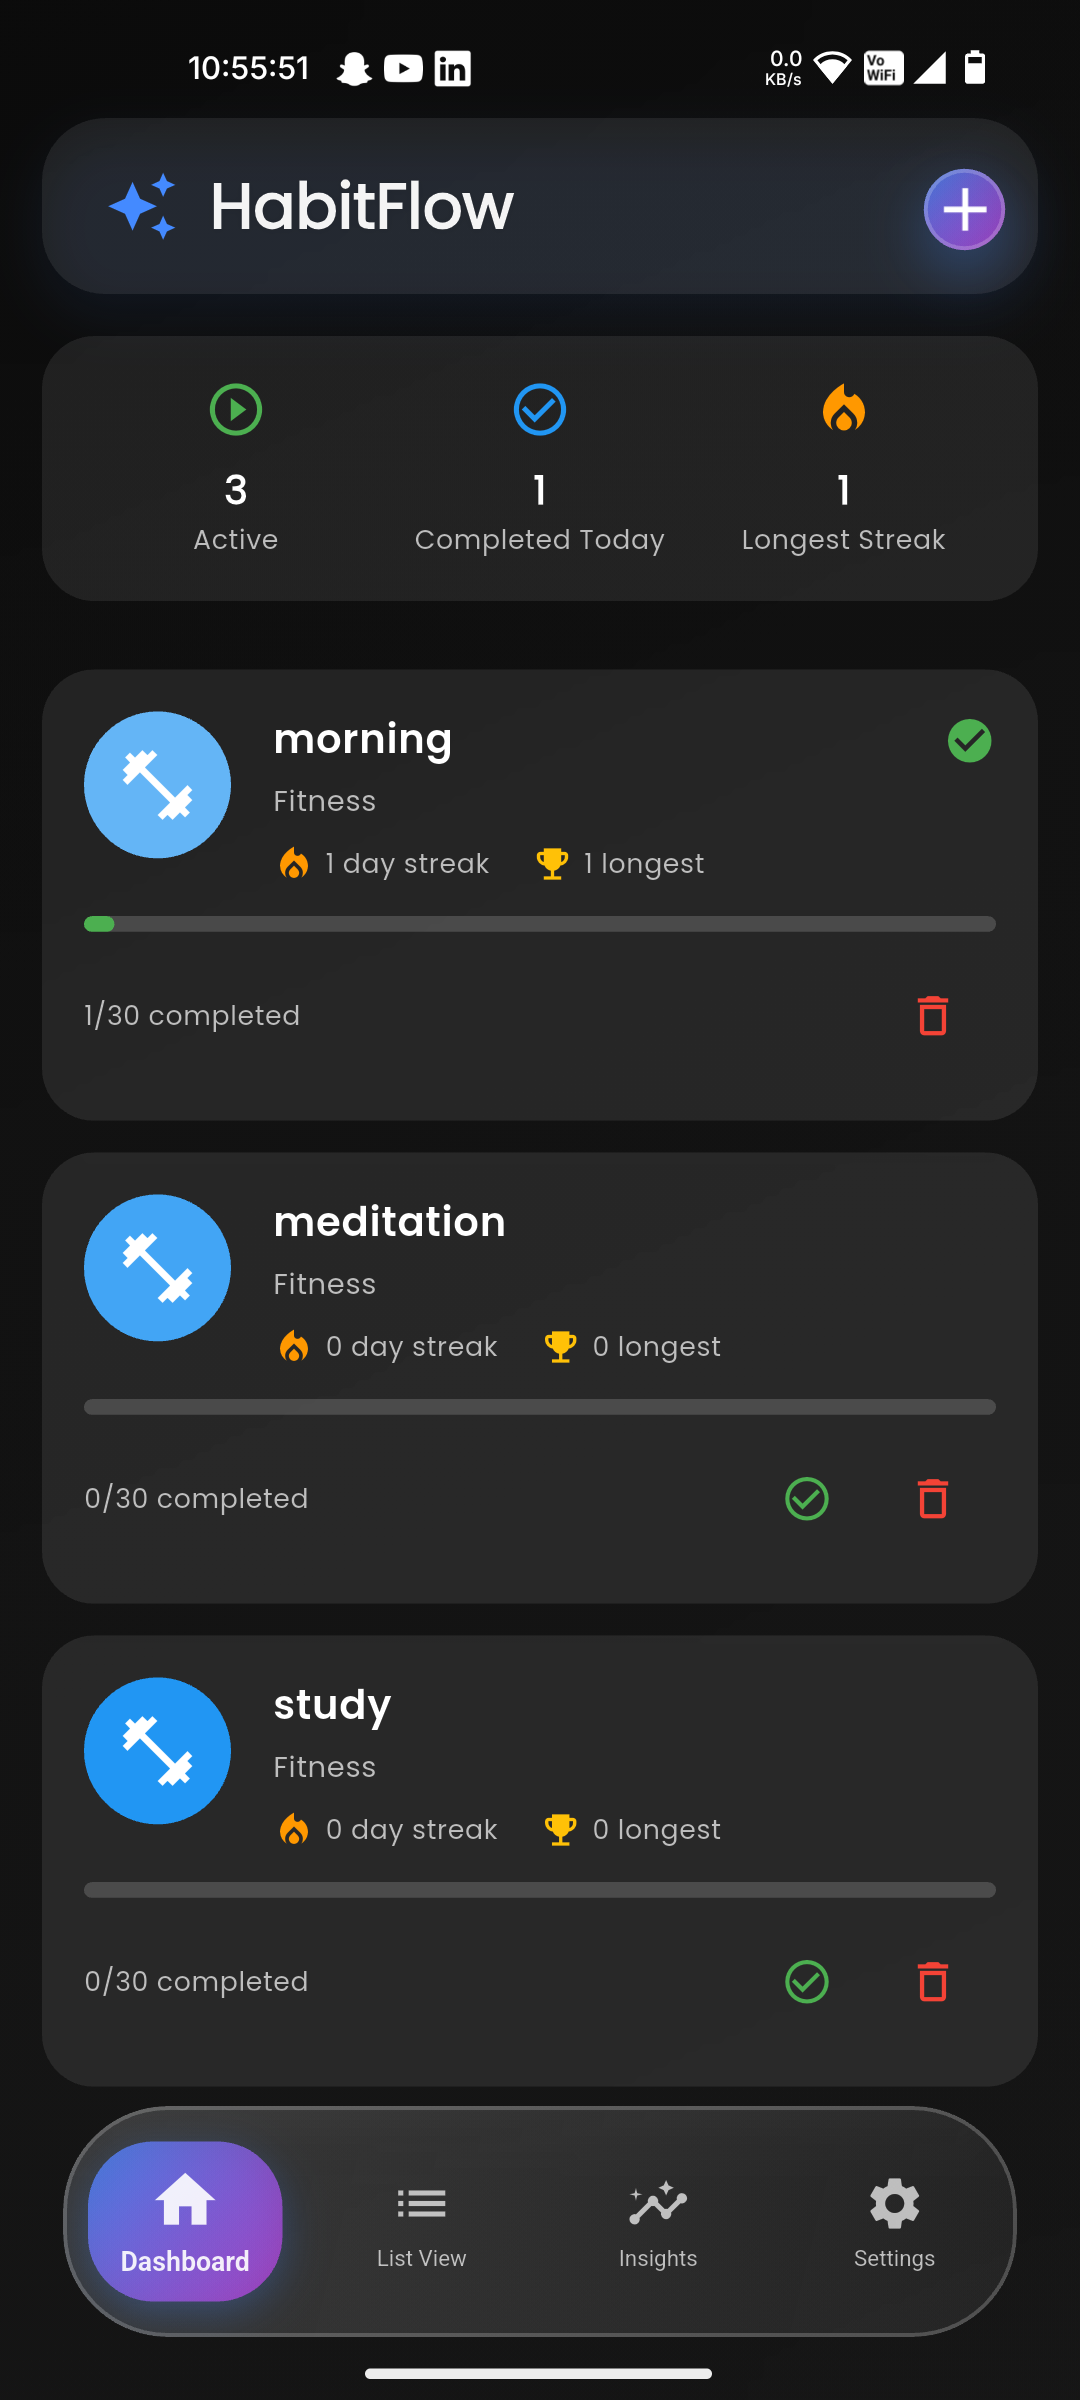 10:55:51
0.0
KB/s
Vo
WiFi
HabitFlow
3
Active
1
Completed Today
1
Longest Streak
morning
Fitness
1 day streak
1 longest
1/30 completed
meditation
Fitness
0 day streak
0 longest
0/30 completed
study
Fitness
0 day streak
0 longest
0/30 completed
Dashboard
List View
Insights
Settings